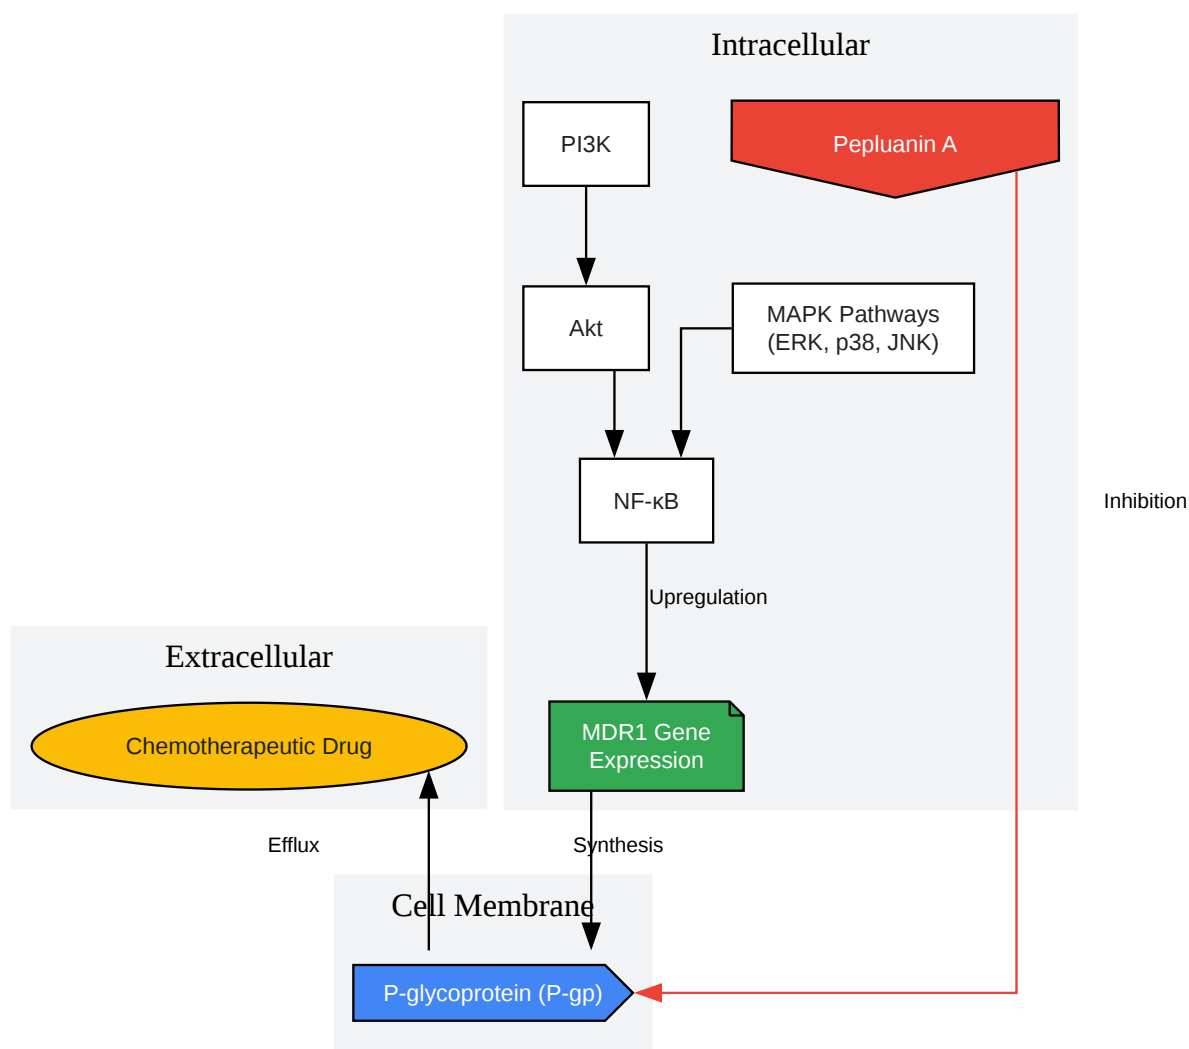 Intracellular
PI3K
Pepluanin A
Akt
MAPK Pathways
(ERK, p38, JNK)
NF-κB
Inhibition
Upregulation
Extracellular
Chemotherapeutic Drug
MDR1 Gene
Expression
Efflux
Synthesis
Cell Membrane
P-glycoprotein (P-gp)